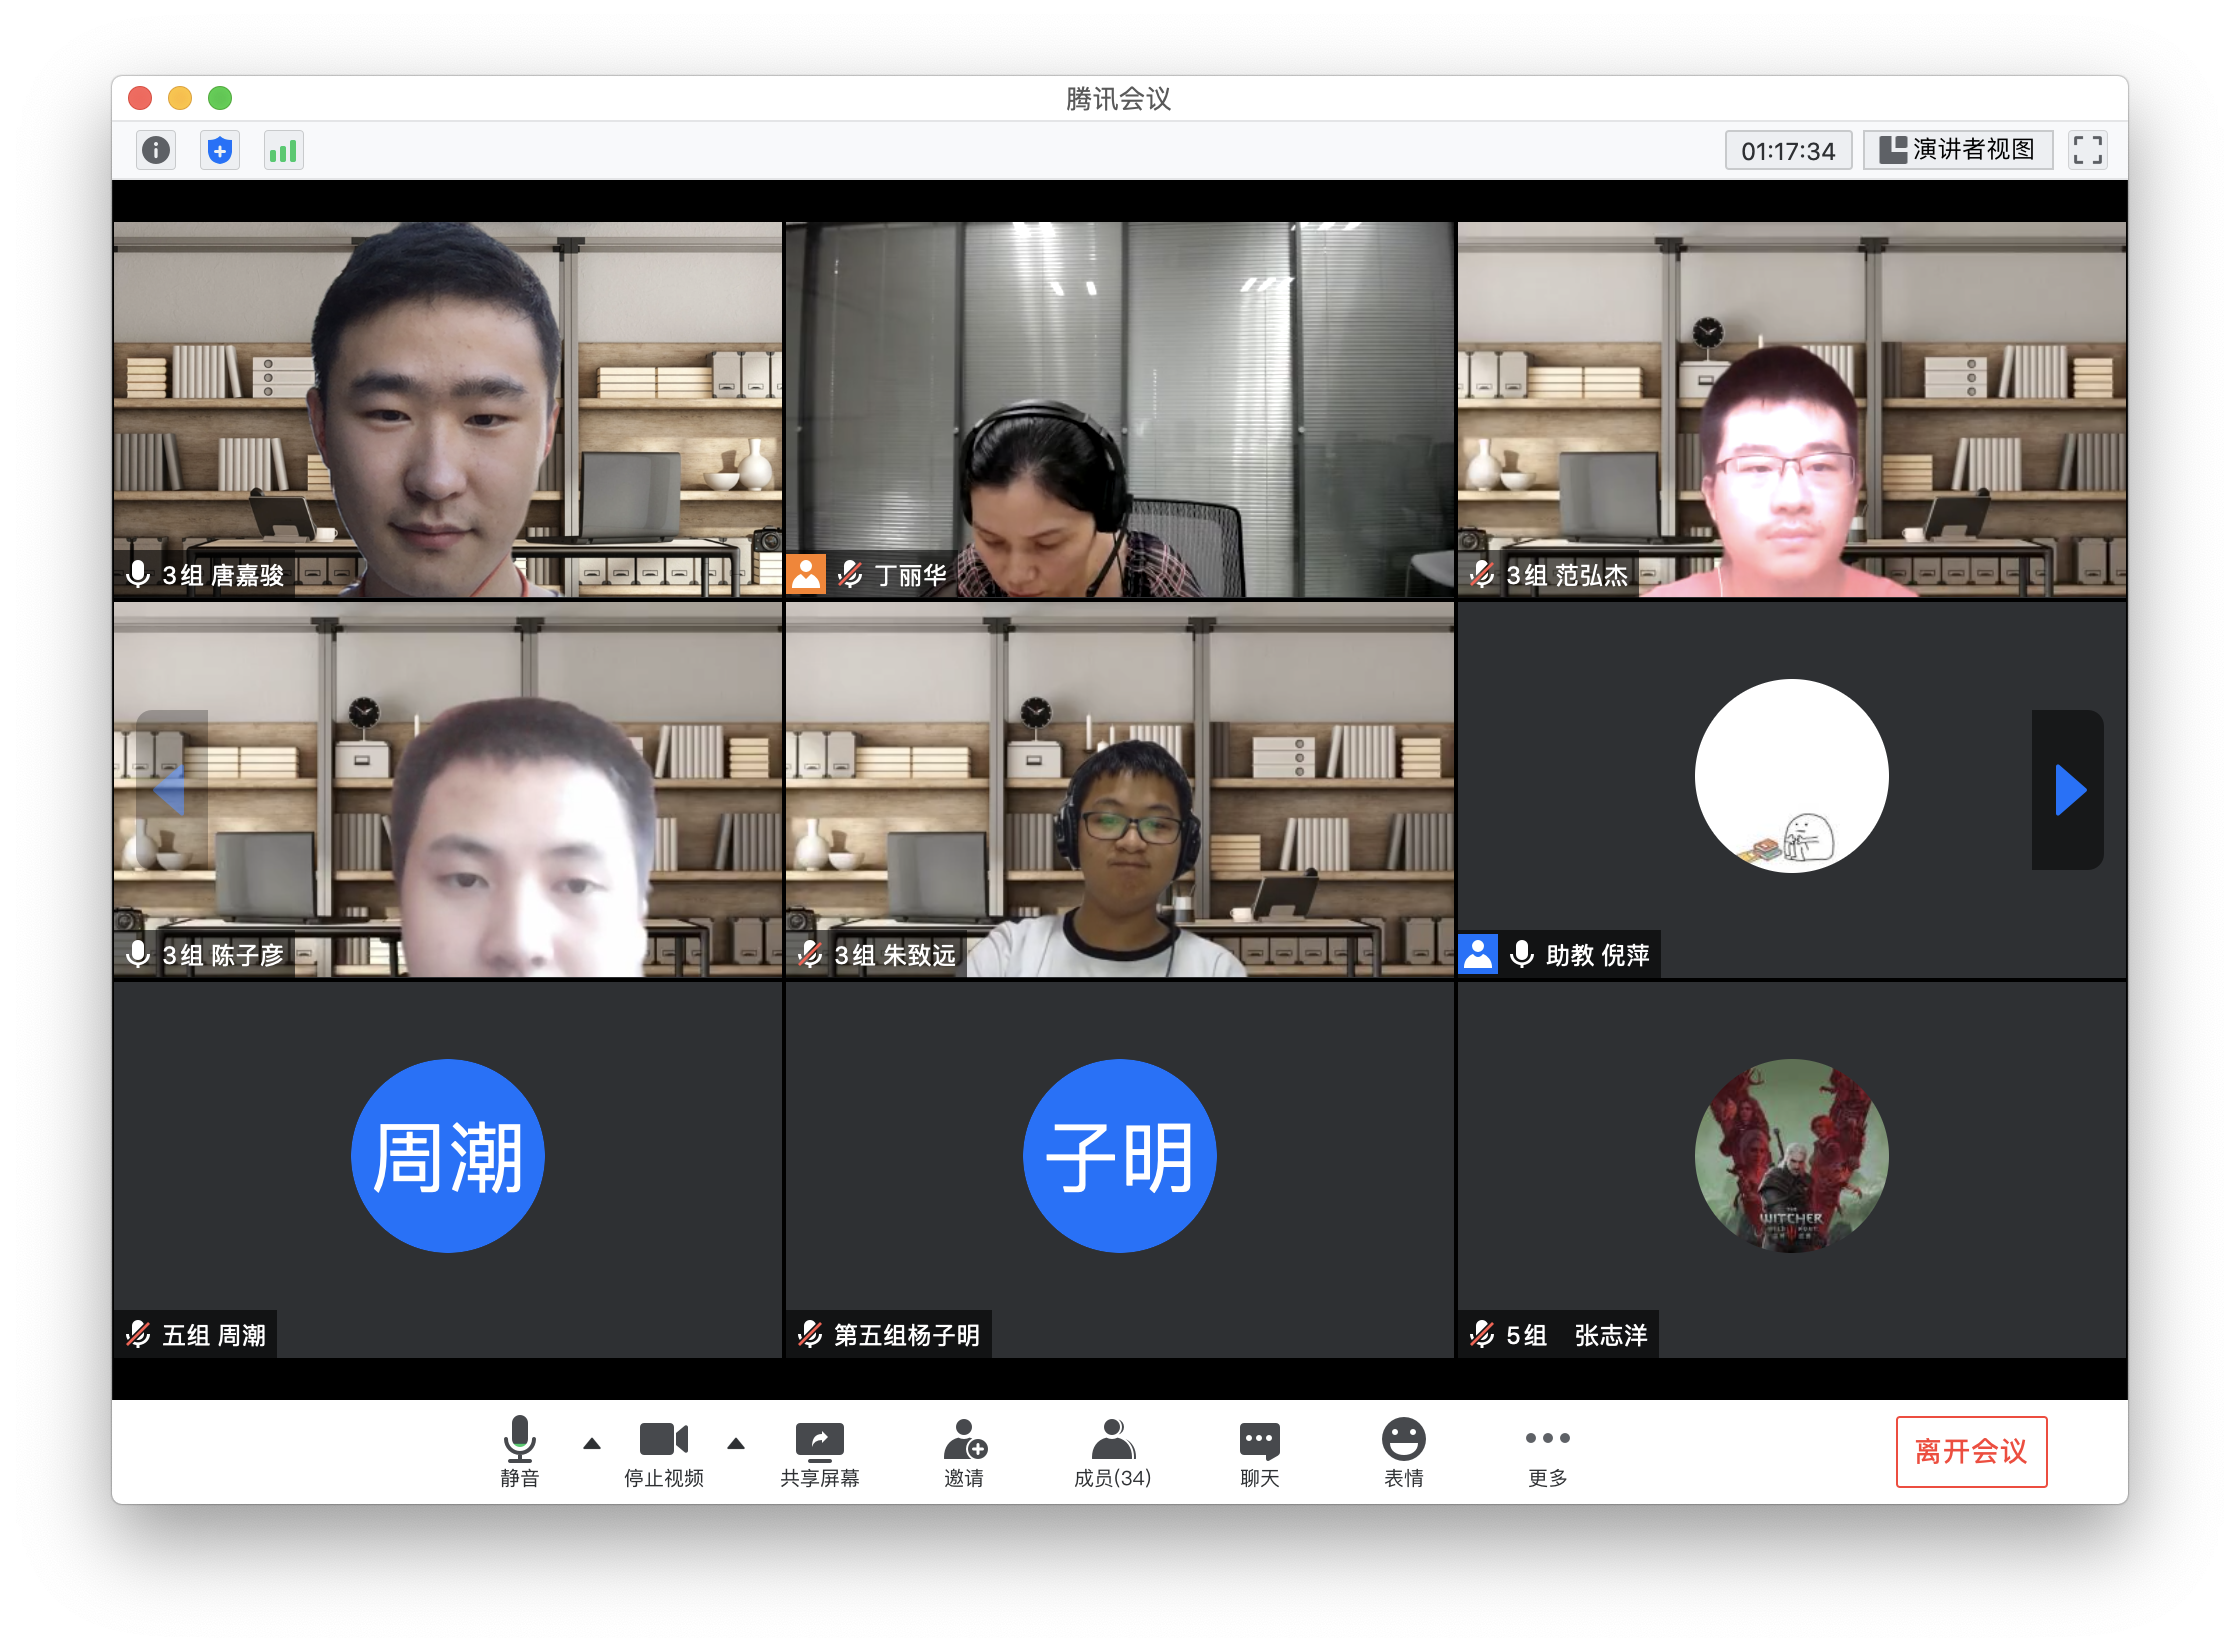 腾讯会议
01:17:34
演讲者视图
3组 唐嘉骏
丁丽华
3组 范弘杰
3组 陈子彦
3组 朱致远
助教 倪萍
周潮
子明
THE
WITCHER
WILD HUNT
五组 周潮
第五组杨子明
5组 张志洋
静音
停止视频
共享屏幕
邀请
成员(34)
聊天
表情
更多
离开会议